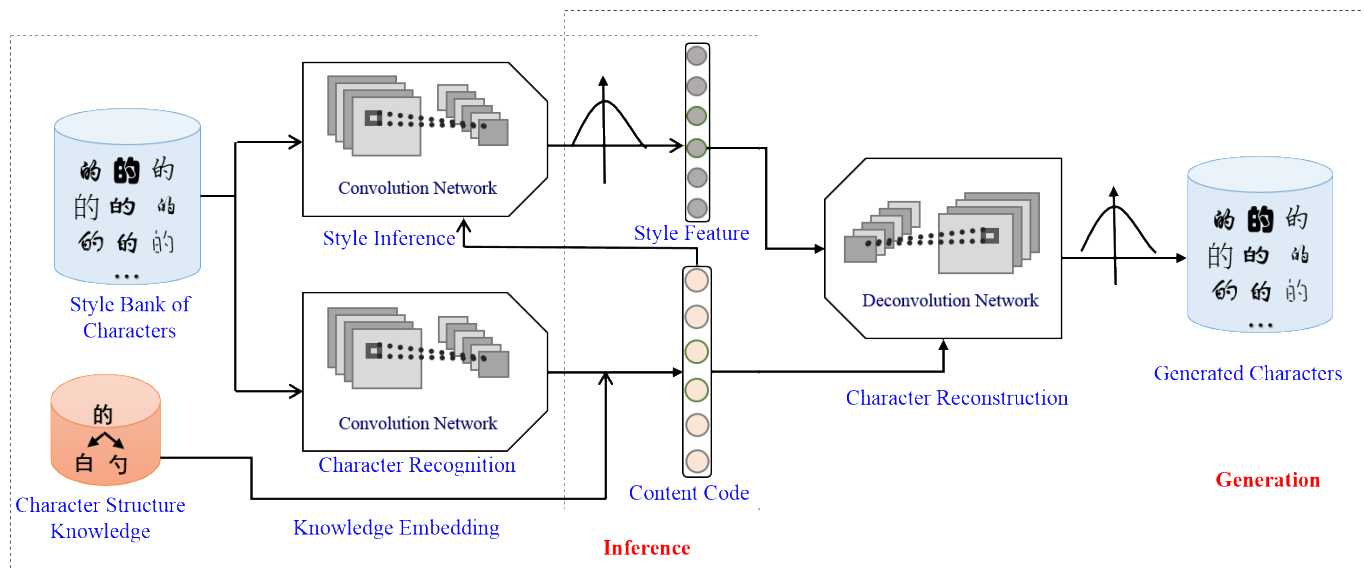 的 的 的
的 的 的
的 的 的
...
Style Bank of
Characters
的
白 勺
Character Structure
Knowledge
Convolution Network
Style Inference
Convolution Network
Character Recognition
Knowledge Embedding
Style Feature
Content Code
Inference
Deconvolution Network
Character Reconstruction
的 的 的
的 的 的
的 的 的
...
Generated Characters
Generation